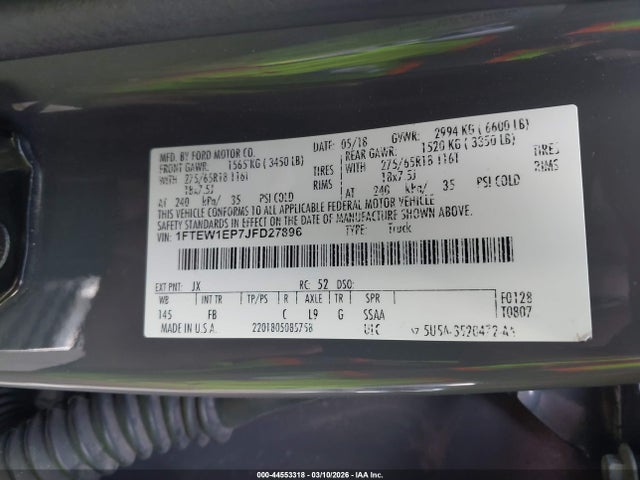 MFD. BY FORD MOTOR CO. DATE: 05/18 GVWR: 2994 KG ( 6600 LB)
FRONT GAWR: 1565 KG ( 3450 LB) REAR GAWR: 1520 KG ( 3350 LB)
WITH 275/65R18 116T TIRES WITH 275/65R18 116T TIRES
18x7.5J RIMS 18x7.5J RIMS
AT 240 kPa/ 35 PSI COLD AT 240 kPa/ 35 PSI COLD
THIS VEHICLE CONFORMS TO ALL APPLICABLE FEDERAL MOTOR VEHICLE
SAFETY STANDARDS IN EFFECT ON THE DATE OF MANUFACTURE SHOWN ABOVE.
VIN: 1FTEW1EP7JFD27896 TYPE: Truck
EXT PNT: JX RC: 52 DSO: F0128
WB INT TR TP/PS R AXLE TR SPR T0807
145 FB C L9 G SSAA
MADE IN U.S.A. 2201805085758 UTC
000-44553318 - 03/10/2026 - IAA Inc.